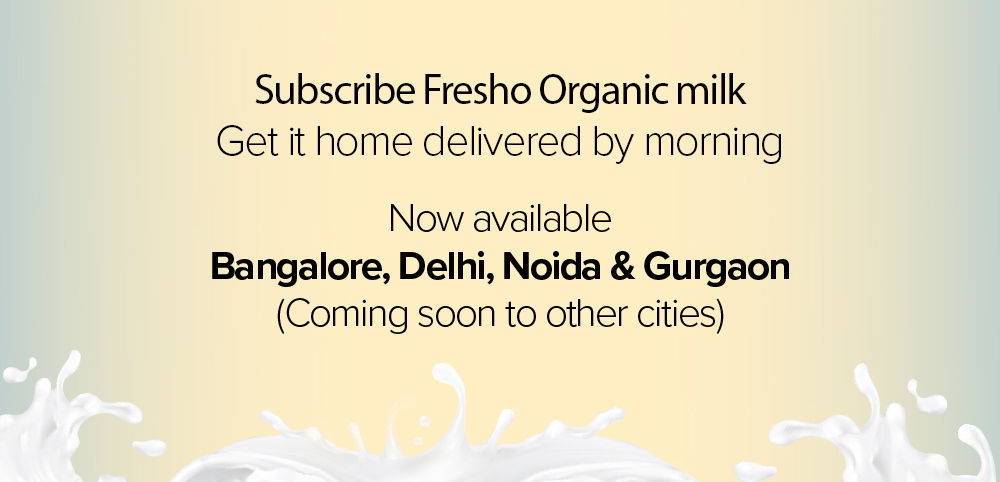 Subscribe Fresho Organic milk
Get it home delivered by morning
Now available
Bangalore, Delhi, Noida & Gurgaon
(Coming soon to other cities)